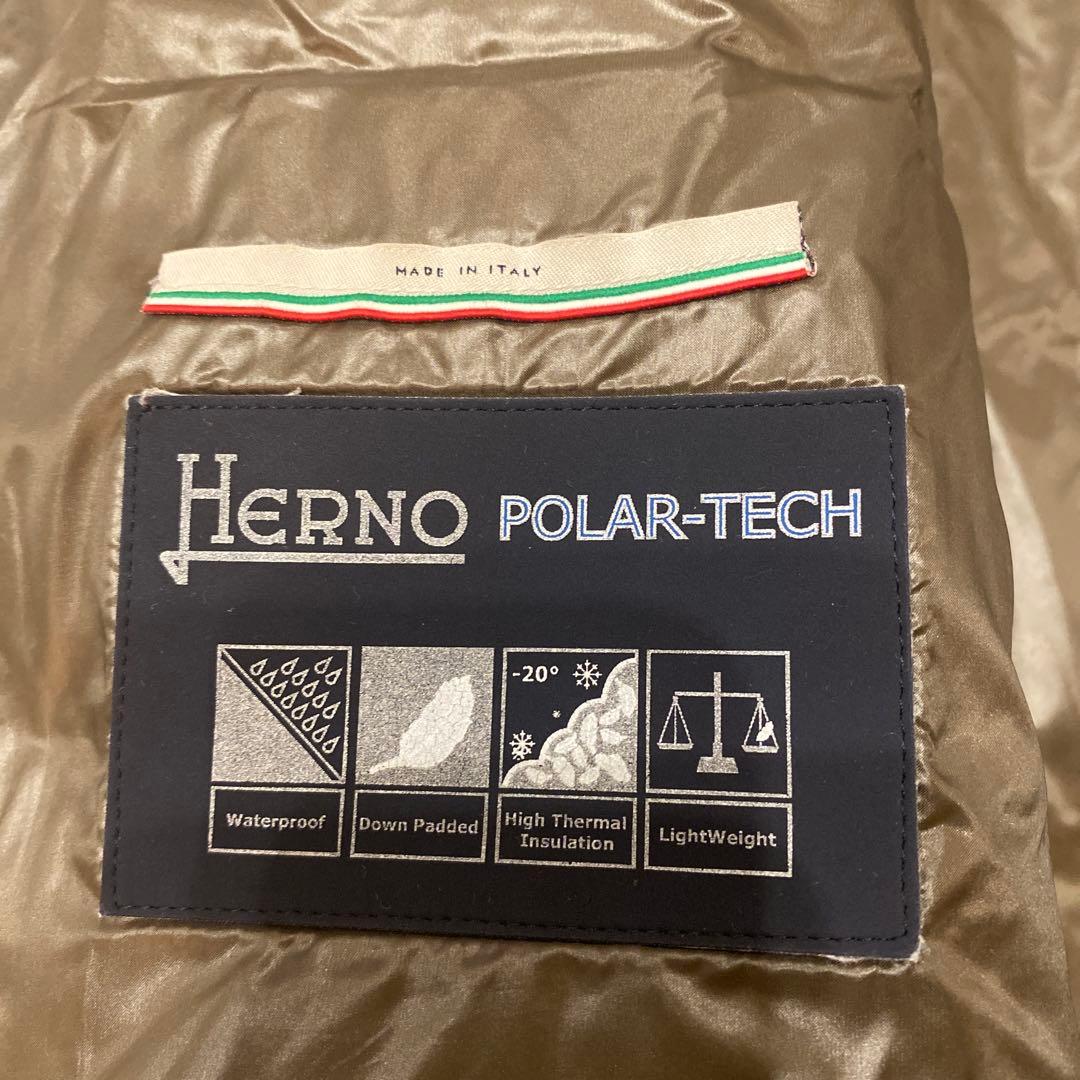 MADE IN ITALY
HERNO POLAR-TECH
-20°
Waterproof
Down Padded
High Thermal
Insulation
LightWeight